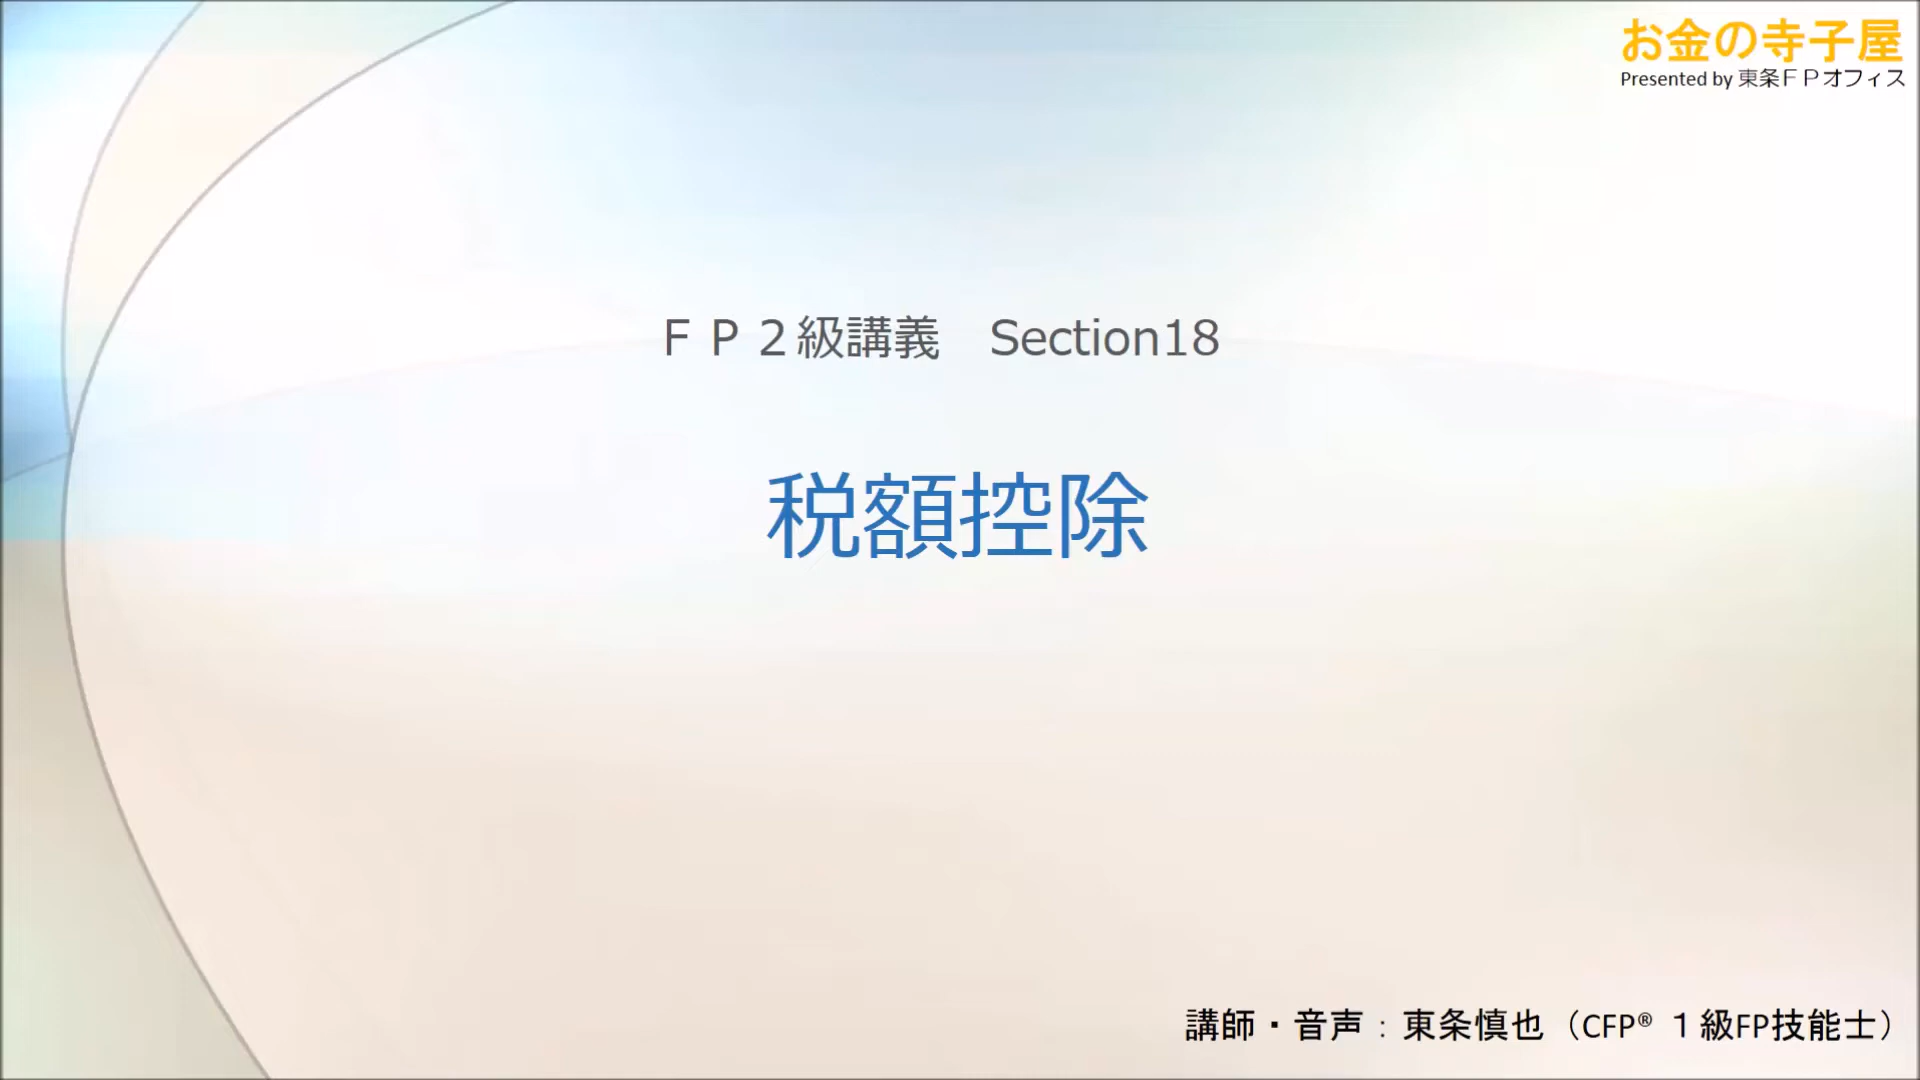 お金の寺子屋
Presented by 東条ＦＰオフィス
ＦＰ２級講義　Section18
税額控除
講師・音声：東条慎也（CFP® １級FP技能士）